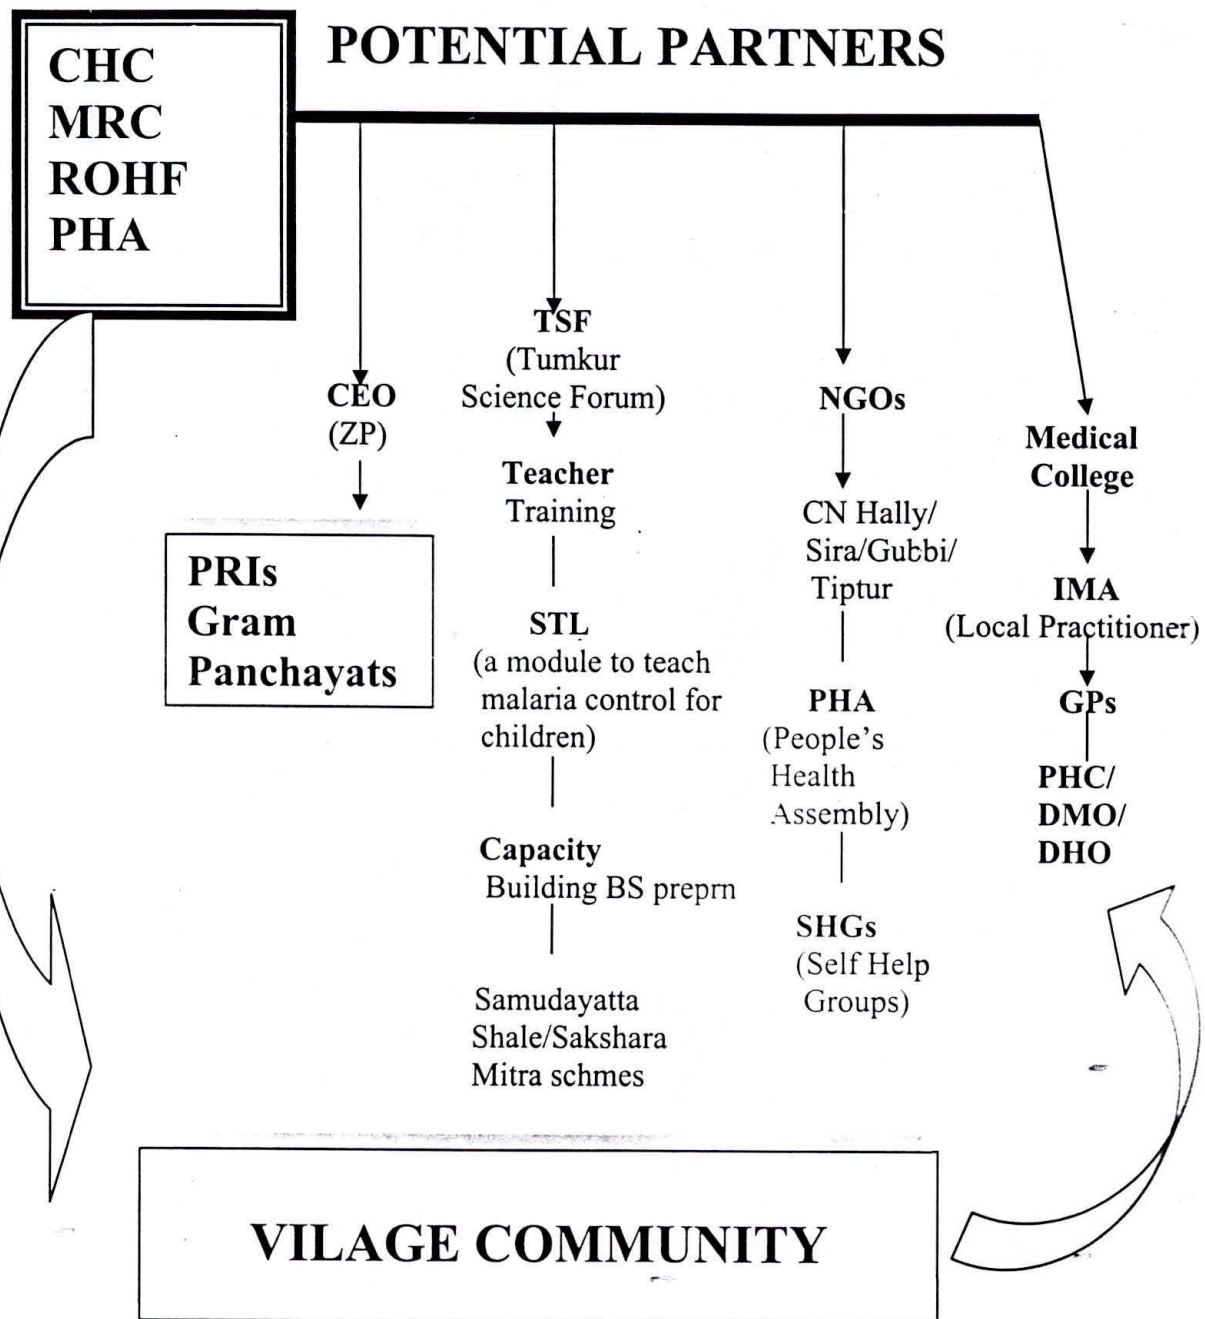 CHC
MRC
ROHF
PHA
POTENTIAL PARTNERS
CEO
(ZP)
PRIs
Gram
Panchayats
TSF
(Tumkur
Science Forum)
Teacher
Training
STL
(a module to teach
malaria control for
children)
Capacity
Building BS preprn
Samudayatta
Shale/Sakshara
Mitra schmes
NGOs
CN Hally/
Sira/Gubbi/
Tiptur
PHA
(People's
Health
Assembly)
SHGs
(Self Help
Groups)
Medical
College
IMA
(Local Practitioner)
GPs
PHC/
DMO/
DHO
VILAGE COMMUNITY